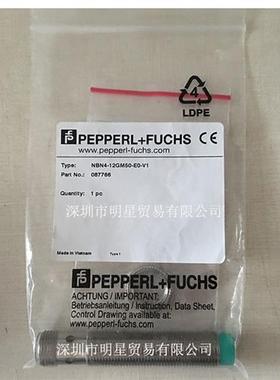 4
LDPE
PEPPERL+FUCHS CE
www.pepperl-fuchs.com
Type: NBN4-12GM50-E0-V1
Part No.: 087766
Quantity: 1 pc
深圳市明星贸易有限公司
Made in Vietnam Type 1
PEPPERL+FUCHS
ACHTUNG / IMPORTANT:
Betriebsanleitung / Instruction, Data Sheet,
Control Drawing available at:
www.pepperl-fuchs.com
深圳市明星贸易有限公司